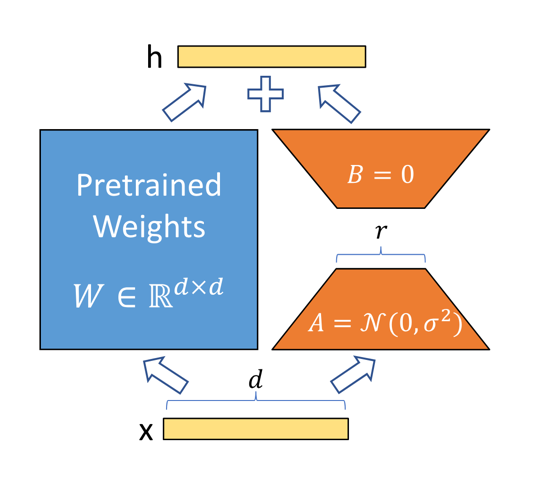 h
Pretrained
Weights
W ∈ ℝ^{d×d}
B = 0
r
A = 𝒩(0, σ²)
d
x